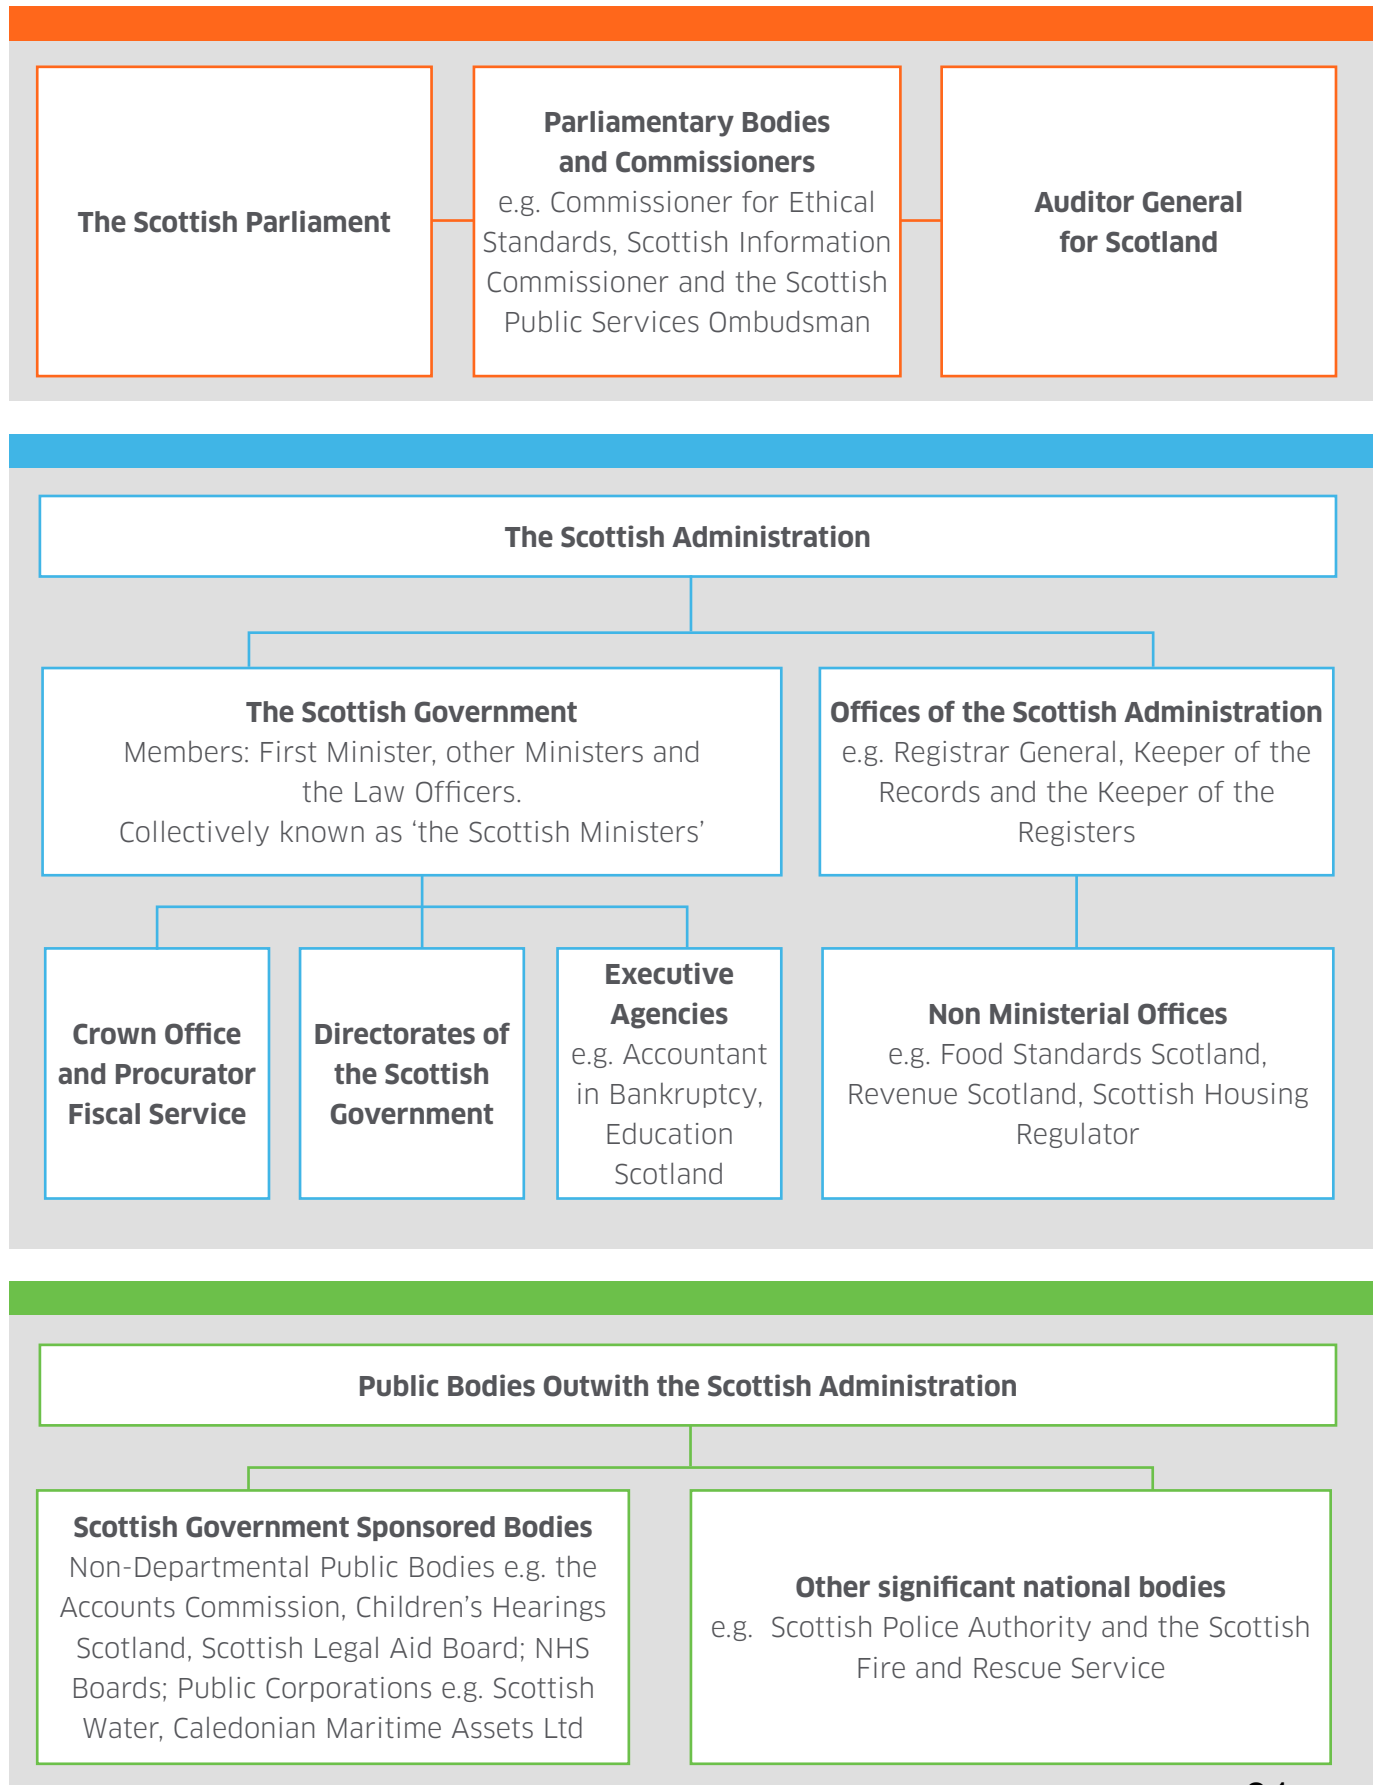 The Scottish Parliament
Parliamentary Bodies
and Commissioners
e.g. Commissioner for Ethical
Standards, Scottish Information
Commissioner and the Scottish
Public Services Ombudsman
Auditor General
for Scotland
The Scottish Administration
The Scottish Government
Members: First Minister, other Ministers and
the Law Officers.
Collectively known as ‘the Scottish Ministers’
Offices of the Scottish Administration
e.g. Registrar General, Keeper of the
Records and the Keeper of the
Registers
Crown Office
and Procurator
Fiscal Service
Directorates of
the Scottish
Government
Executive
Agencies
e.g. Accountant
in Bankruptcy,
Education
Scotland
Non Ministerial Offices
e.g. Food Standards Scotland,
Revenue Scotland, Scottish Housing
Regulator
Public Bodies Outwith the Scottish Administration
Scottish Government Sponsored Bodies
Non-Departmental Public Bodies e.g. the
Accounts Commission, Children’s Hearings
Scotland, Scottish Legal Aid Board; NHS
Boards; Public Corporations e.g. Scottish
Water, Caledonian Maritime Assets Ltd
Other significant national bodies
e.g. Scottish Police Authority and the Scottish
Fire and Rescue Service